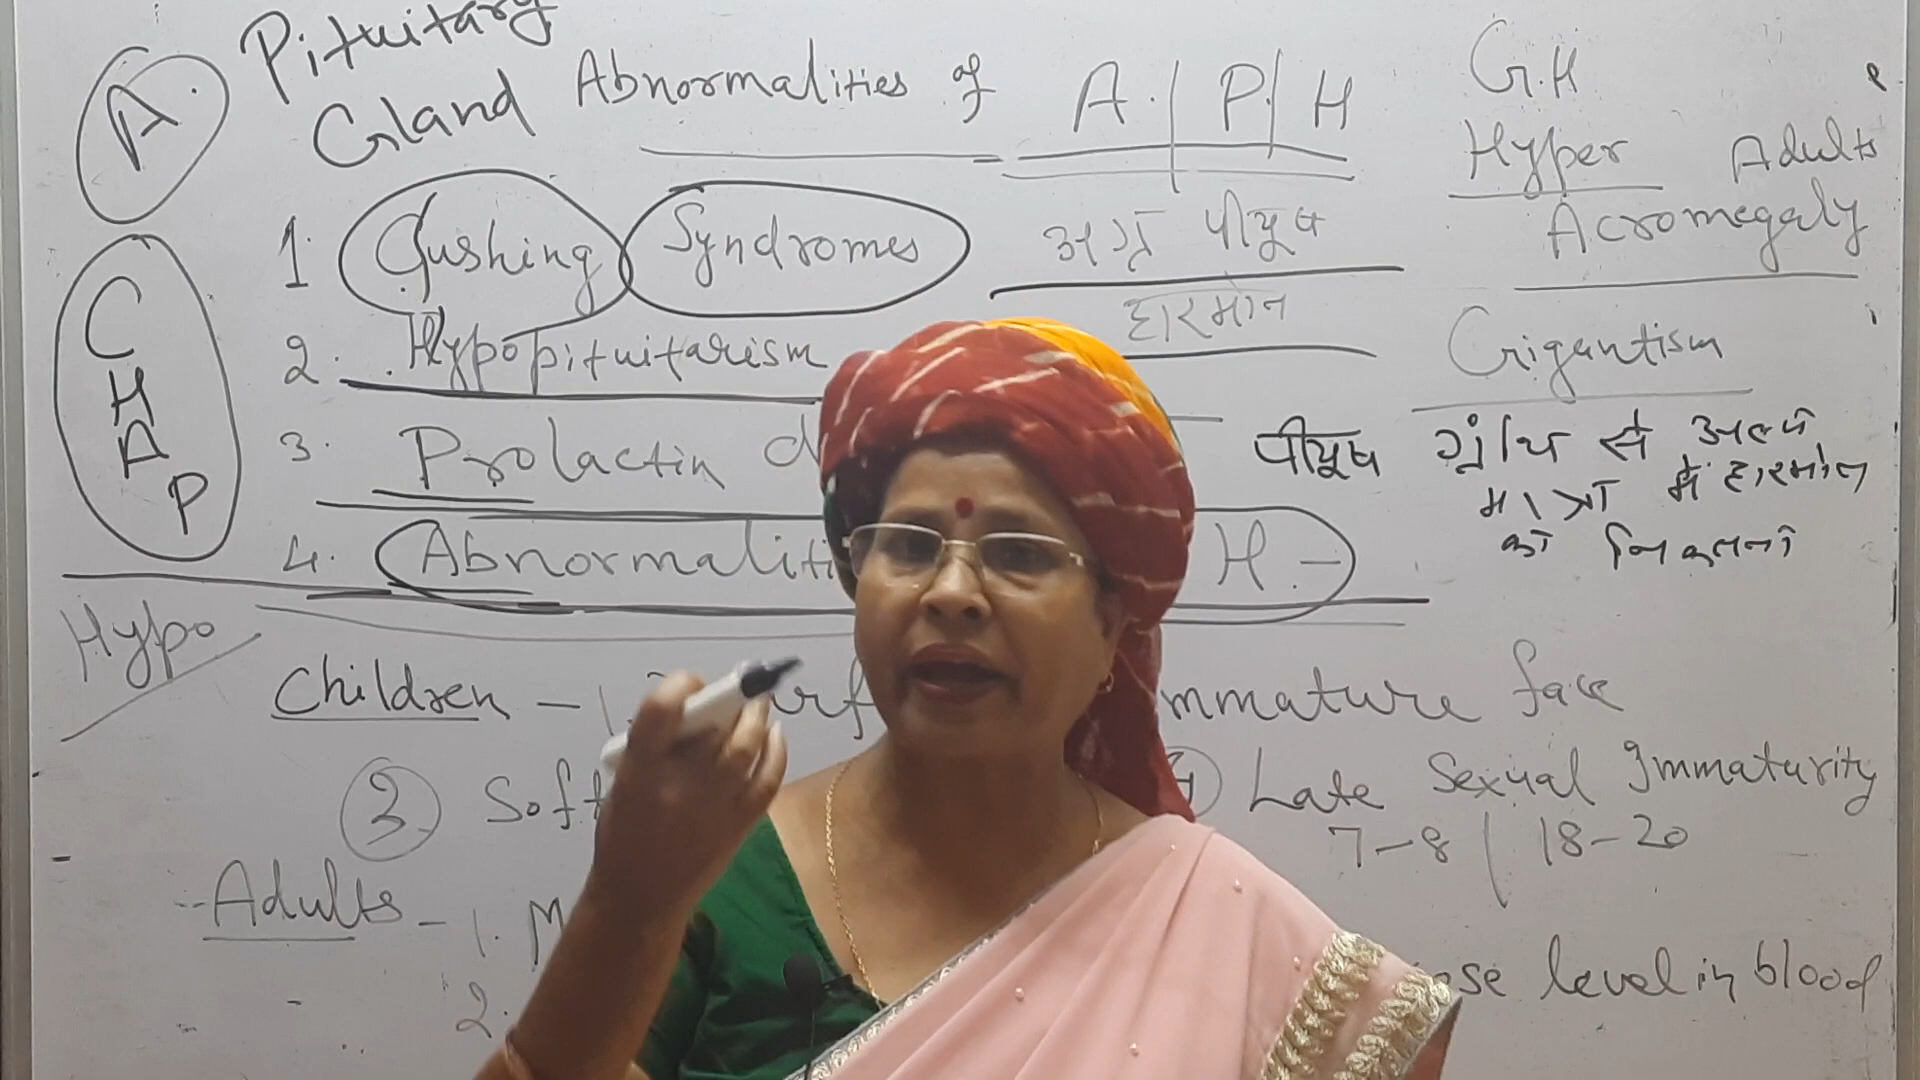 A.
Pituitary
Gland Abnormalities of A. | P. | H
C
H
A
P
1. Cushing Syndromes
2. Hypopituitarism
3. Prolactin
4. Abnormaliti H.-
अग्र पीयूष
हारमोन
G.H
Hyper Adults
Acromegaly
Gigantism
पीयूष ग्रंथि से अल्प
मात्रा में हारमोन
का निकलना
Hypo
Children - 1. mmature face
3 Soft Late Sexual Immaturity
7-8 | 18-20
Adults - 1. M
2. ose level in blood